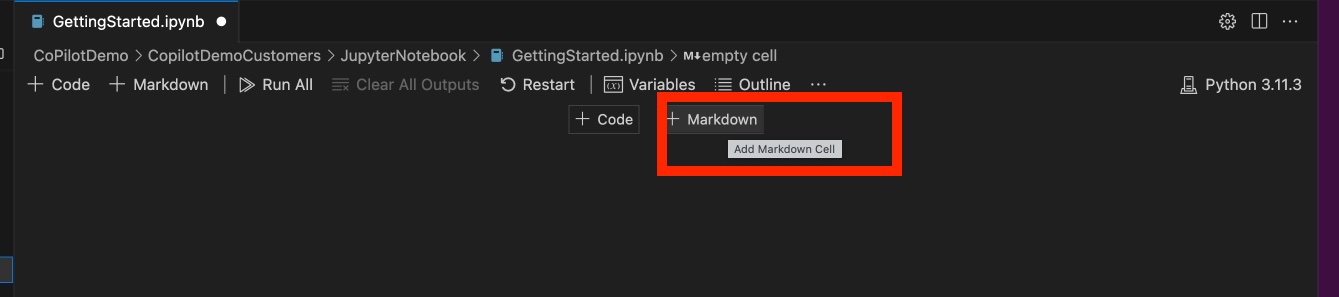 GettingStarted.ipynb
CoPilotDemo > CopilotDemoCustomers > JupyterNotebook > GettingStarted.ipynb > M↓empty cell
+ Code + Markdown | Run All Clear All Outputs Restart | (x) Variables Outline ··· Python 3.11.3
+ Code + Markdown
Add Markdown Cell